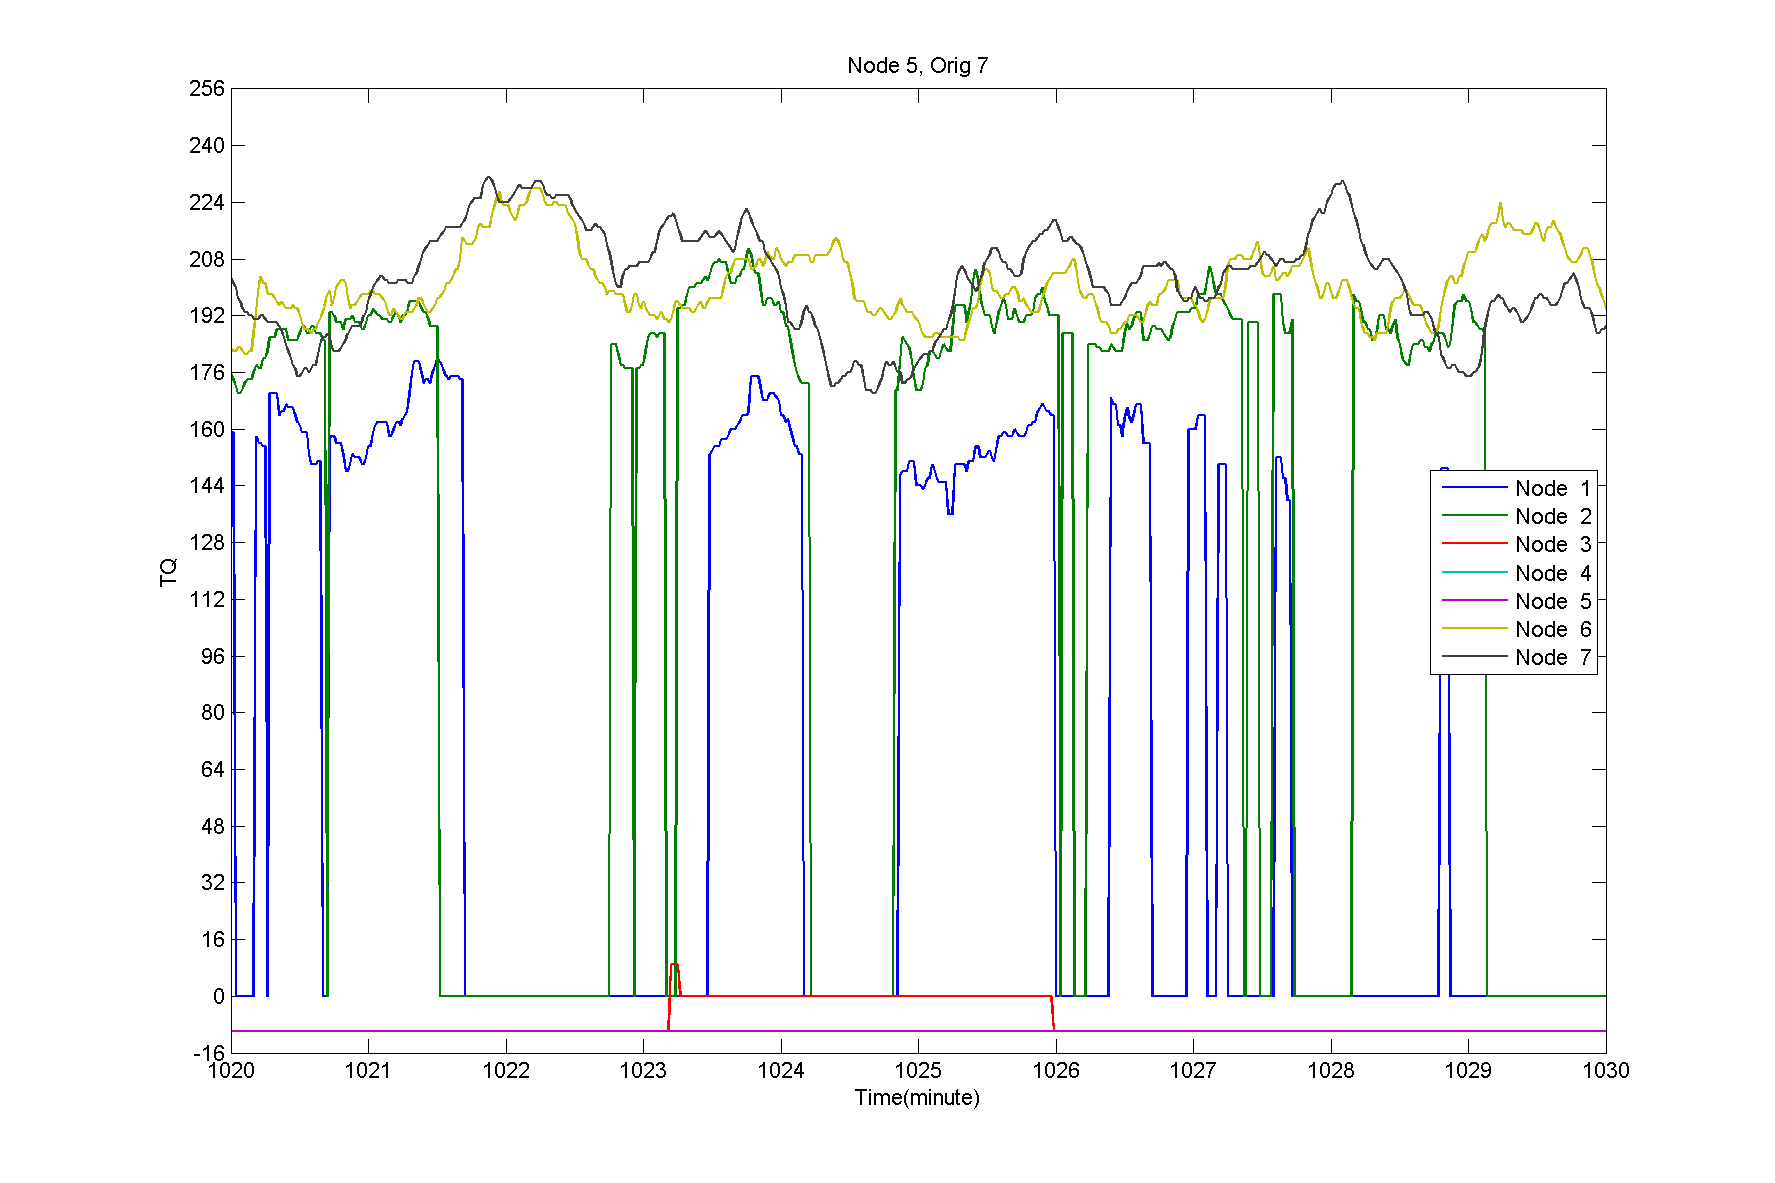 Node 5, Orig 7
256
240
224
208
192
176
160
144
128
112
96
80
64
48
32
16
0
-16
TQ
Node 1
Node 2
Node 3
Node 4
Node 5
Node 6
Node 7
1020 1021 1022 1023 1024 1025 1026 1027 1028 1029 1030
Time(minute)